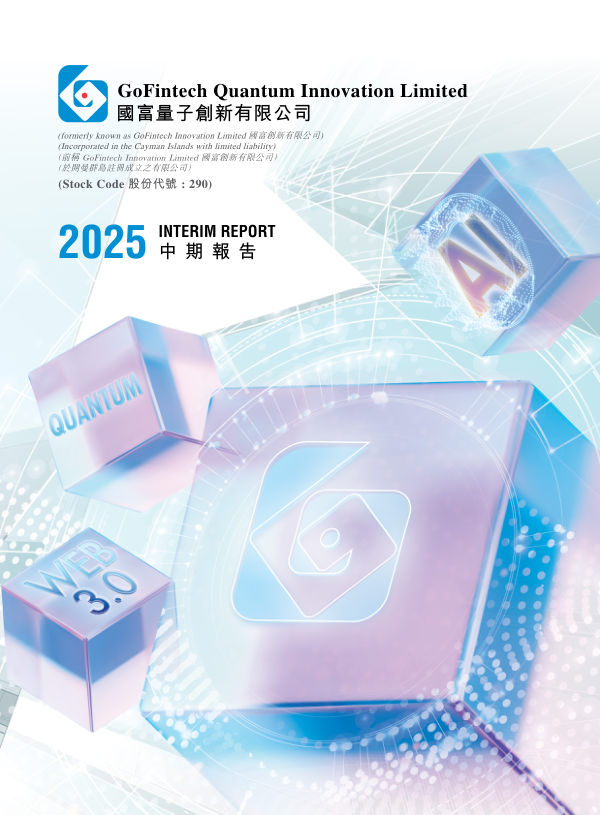 GoFintech Quantum Innovation Limited
國富量子創新有限公司
(formerly known as GoFintech Innovation Limited 國富創新有限公司)
(Incorporated in the Cayman Islands with limited liability)
(前稱 GoFintech Innovation Limited 國富創新有限公司)
(於開曼群島註冊成立之有限公司)
(Stock Code 股份代號 : 290)
2025 INTERIM REPORT
中期報告
AI
QUANTUM
WEB
3.0